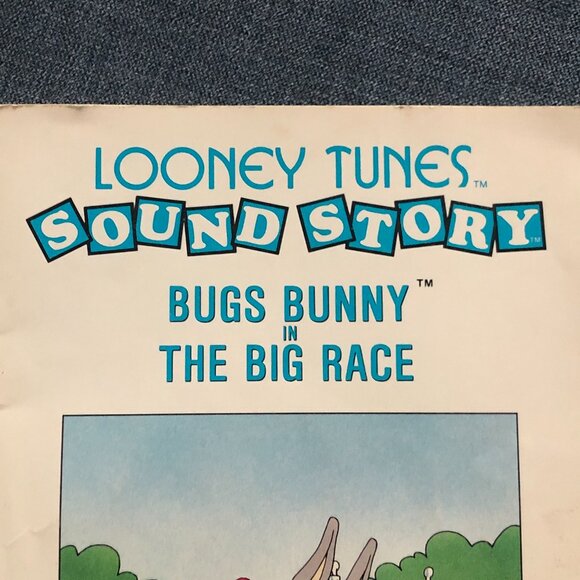 LOONEY TUNES™
SOUND STORY™
BUGS BUNNY™
IN
THE BIG RACE